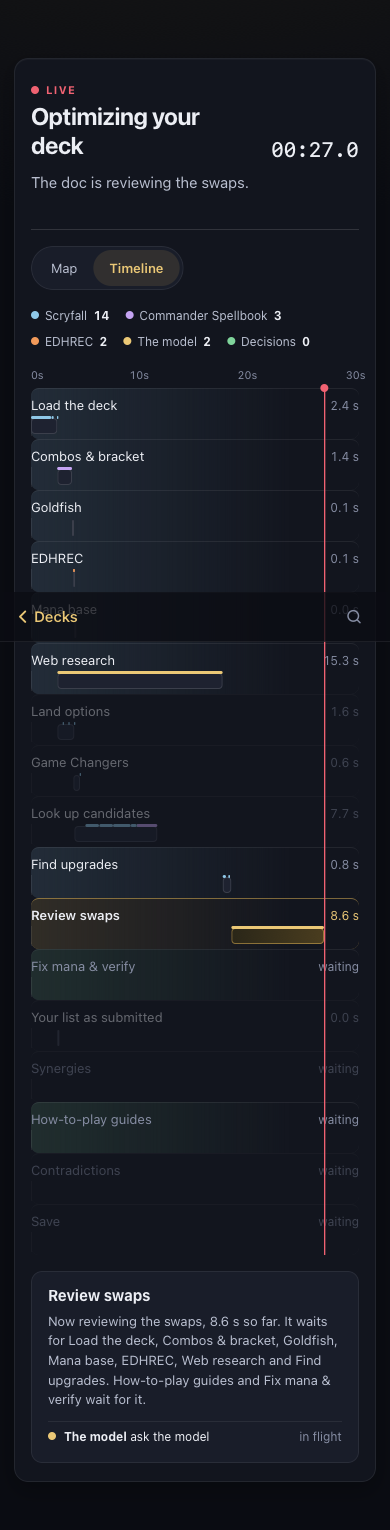 LIVE
Optimizing your
deck
00:27.0
The doc is reviewing the swaps.
Map Timeline
Scryfall 14 Commander Spellbook 3
EDHREC 2 The model 2 Decisions 0
0s 10s 20s 30s
Load the deck 2.4 s
Combos & bracket 1.4 s
Goldfish 0.1 s
EDHREC 0.1 s
Mana base 0.0 s
Decks
Web research 15.3 s
Land options 1.6 s
Game Changers 0.6 s
Look up candidates 7.7 s
Find upgrades 0.8 s
Review swaps 8.6 s
Fix mana & verify waiting
Your list as submitted 0.0 s
Synergies waiting
How-to-play guides waiting
Contradictions waiting
Save waiting
Review swaps
Now reviewing the swaps, 8.6 s so far. It waits
for Load the deck, Combos & bracket, Goldfish,
Mana base, EDHREC, Web research and Find
upgrades. How-to-play guides and Fix mana &
verify wait for it.
The model ask the model in flight